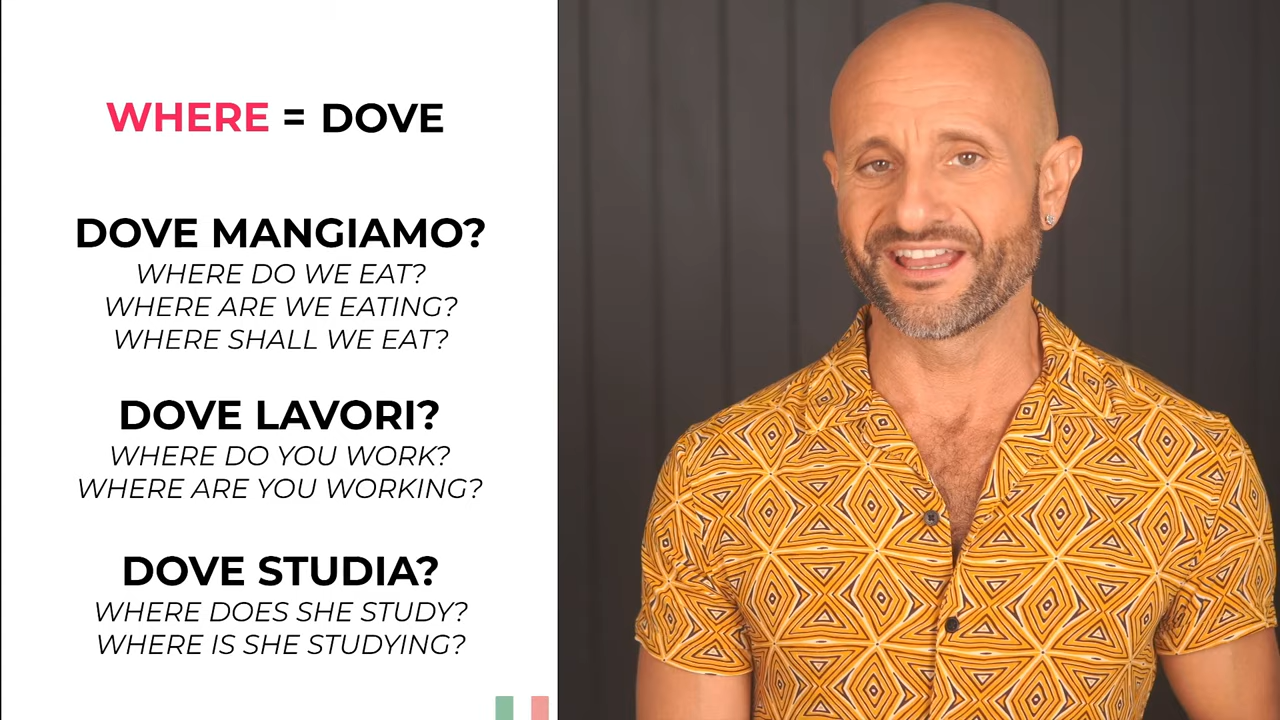 WHERE = DOVE
DOVE MANGIAMO?
WHERE DO WE EAT?
WHERE ARE WE EATING?
WHERE SHALL WE EAT?
DOVE LAVORI?
WHERE DO YOU WORK?
WHERE ARE YOU WORKING?
DOVE STUDIA?
WHERE DOES SHE STUDY?
WHERE IS SHE STUDYING?